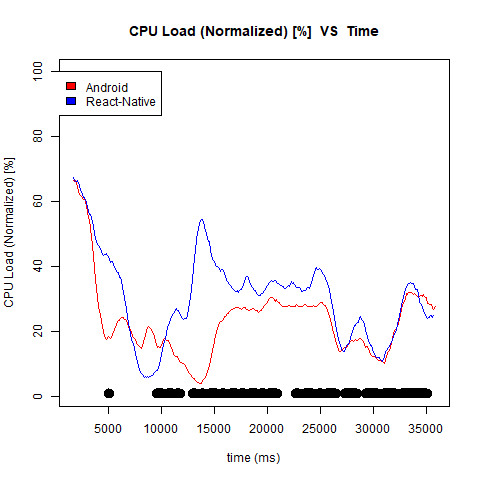 CPU Load (Normalized) [%]  VS  Time
Android
React-Native
CPU Load (Normalized) [%]
100
80
60
40
20
0
5000 10000 15000 20000 25000 30000 35000
time (ms)